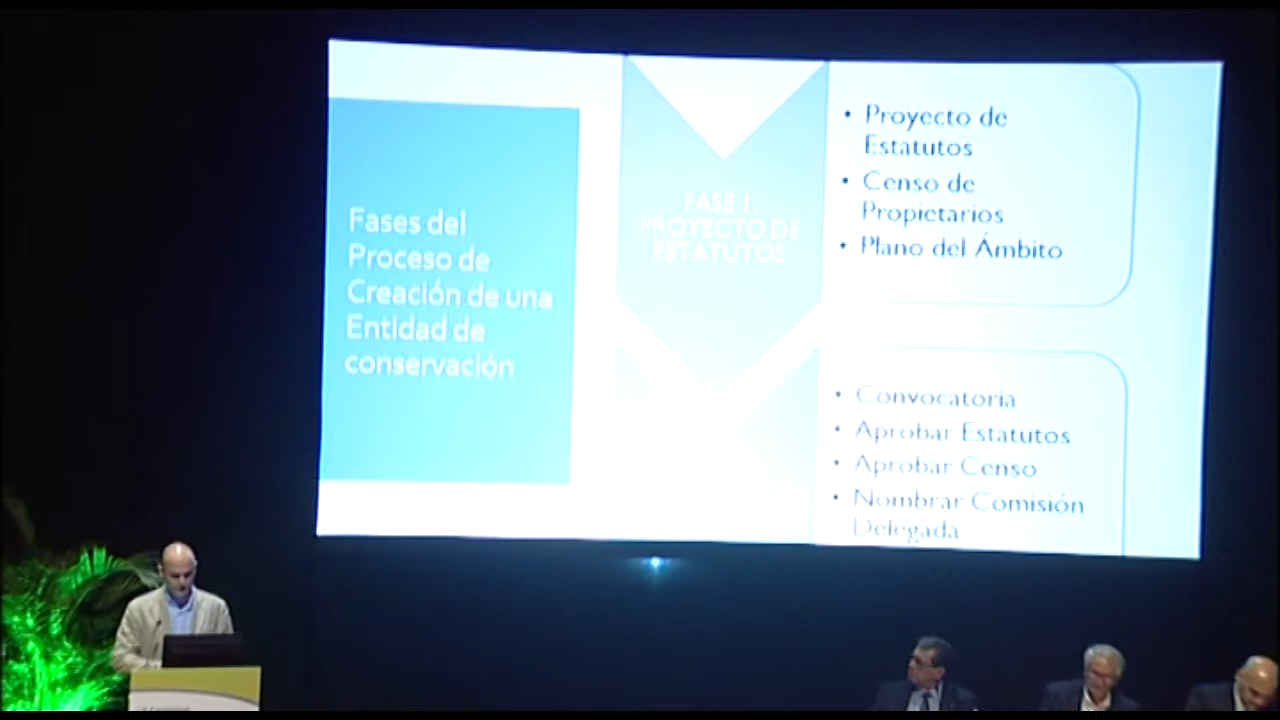 Fases del
Proceso de
Creación de una
Entidad de
conservación
FASE I.
PROYECTO DE
ESTATUTOS
• Proyecto de
Estatutos
• Censo de
Propietarios
• Plano del Ámbito
• Convocatoria
• Aprobar Estatutos
• Aprobar Censo
• Nombrar Comisión
Delegada